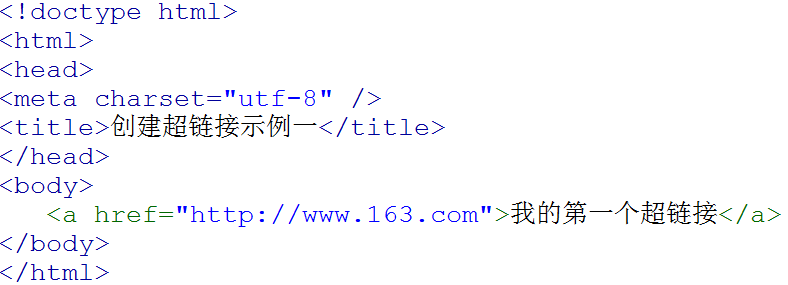 <!doctype html>
<html>
<head>
<meta charset="utf-8" />
<title>创建超链接示例一</title>
</head>
<body>
<a href="http://www.163.com">我的第一个超链接</a>
</body>
</html>